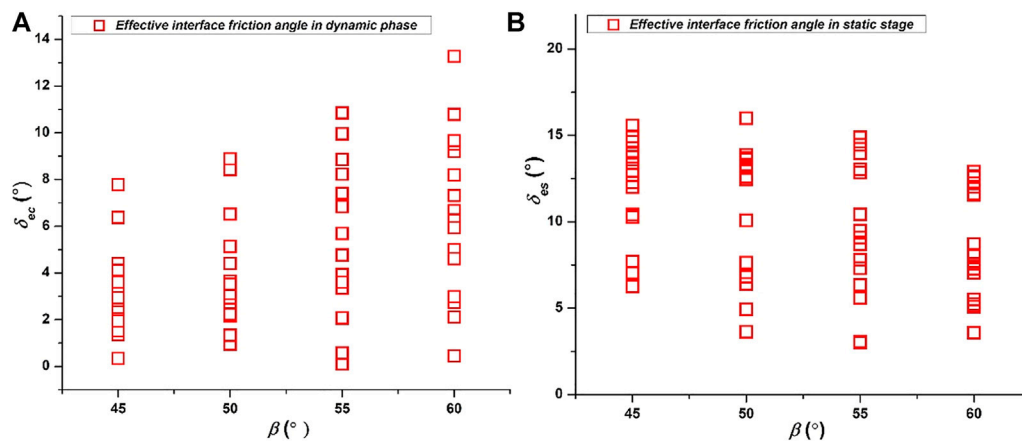 A
Effective interface friction angle in dynamic phase
14
12
10
8
6
4
2
0
δec (°)
45
50
55
60
β (°)
B
Effective interface friction angle in static stage
20
15
10
5
0
δes (°)
45
50
55
60
β (°)